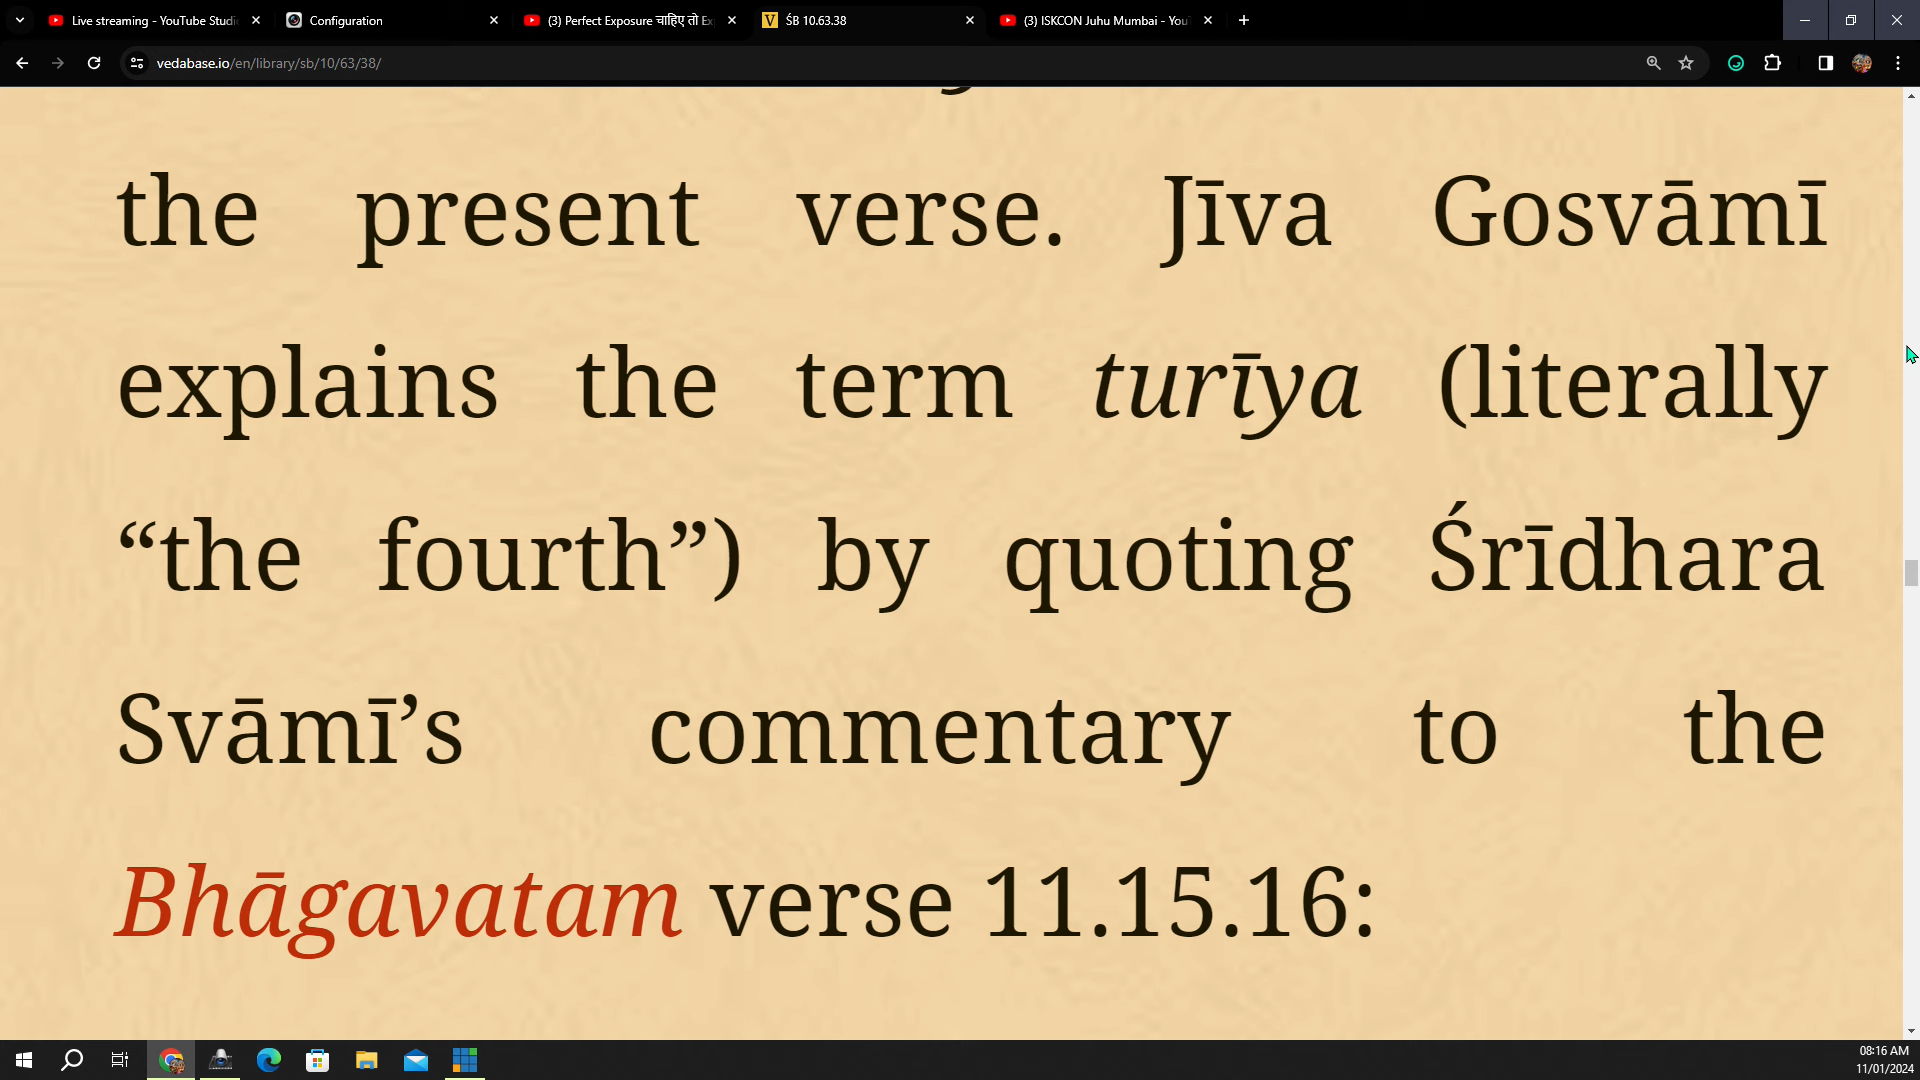 Live streaming - YouTube Studi
Configuration
(3) Perfect Exposure चाहिए तो Ex
V ŚB 10.63.38
(3) ISKCON Juhu Mumbai - You
vedabase.io/en/library/sb/10/63/38/
the present verse. Jīva Gosvāmī
explains the term turīya (literally
“the fourth”) by quoting Śrīdhara
Svāmī’s commentary to the
Bhāgavatam verse 11.15.16:
08:16 AM
11/01/2024